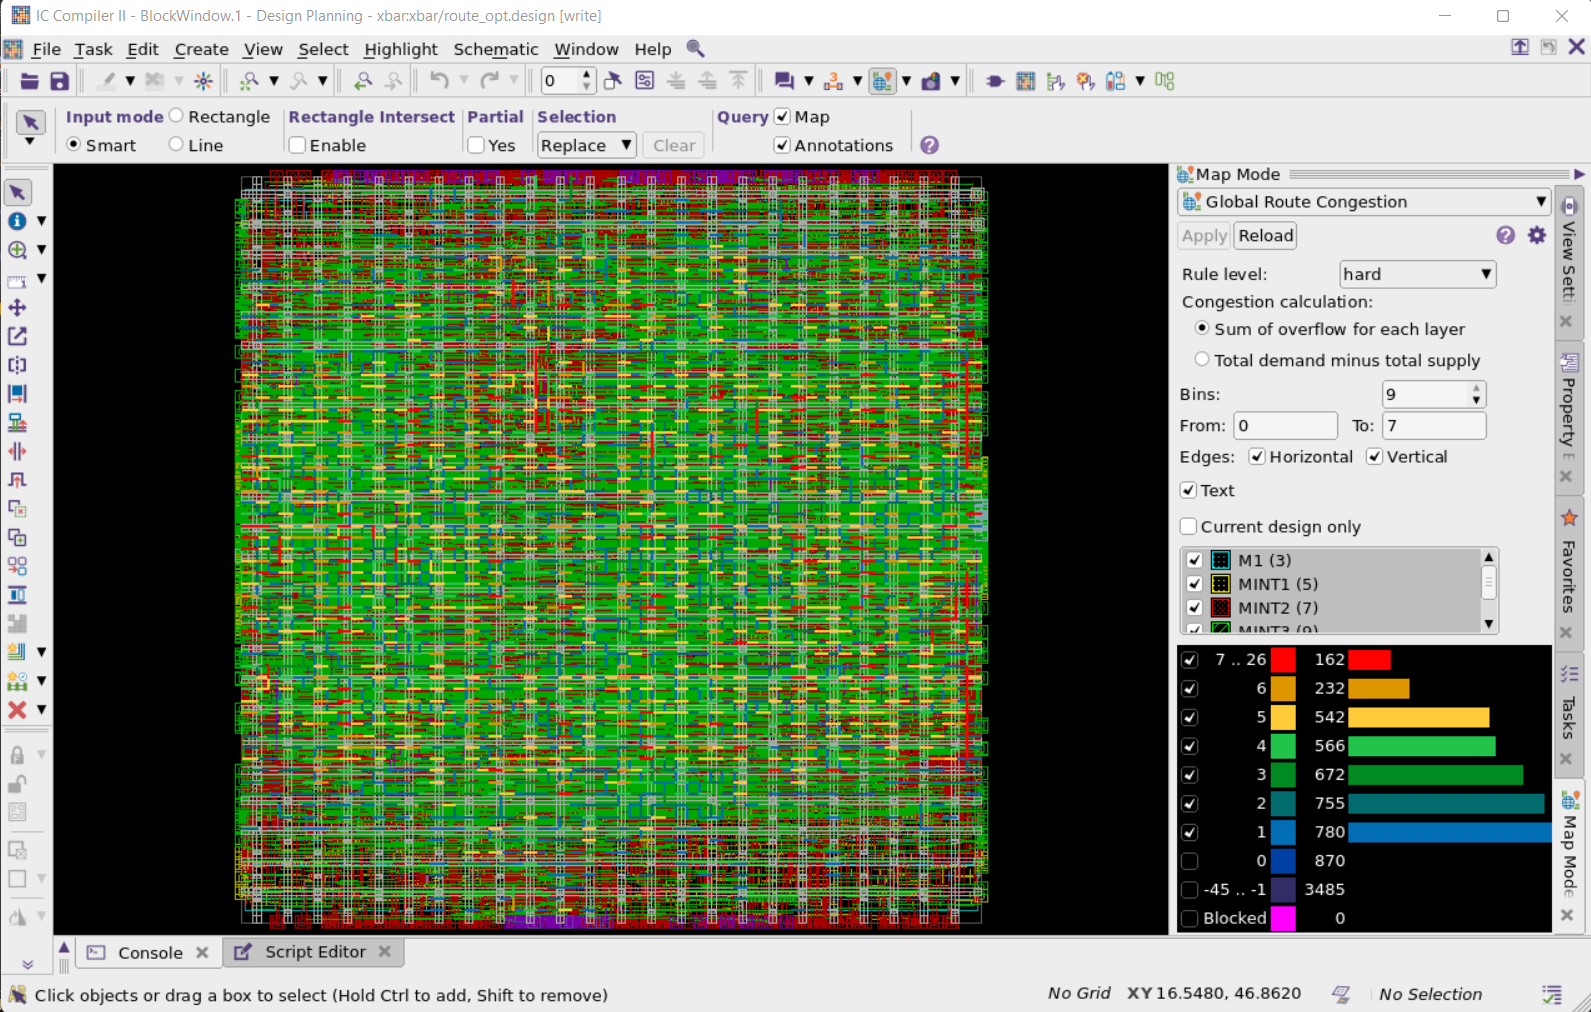 IC Compiler II - BlockWindow.1 - Design Planning - xbar:xbar/route_opt.design [write]
File Task Edit Create View Select Highlight Schematic Window Help
0
Input mode Rectangle Rectangle Intersect Partial Selection Query Map
Smart Line Enable Yes Replace Clear Annotations
Map Mode
Global Route Congestion
Apply Reload
Rule level: hard
Congestion calculation:
Sum of overflow for each layer
Total demand minus total supply
Bins: 9
From: 0 To: 7
Edges: Horizontal Vertical
Text
Current design only
M1 (3)
MINT1 (5)
MINT2 (7)
MINT3 (9)
7 .. 26 162
6 232
5 542
4 566
3 672
2 755
1 780
0 870
-45 .. -1 3485
Blocked 0
View Setti
Property E
Favorites
Tasks
Map Mode
Console Script Editor
Click objects or drag a box to select (Hold Ctrl to add, Shift to remove)
No Grid XY 16.5480, 46.8620 No Selection